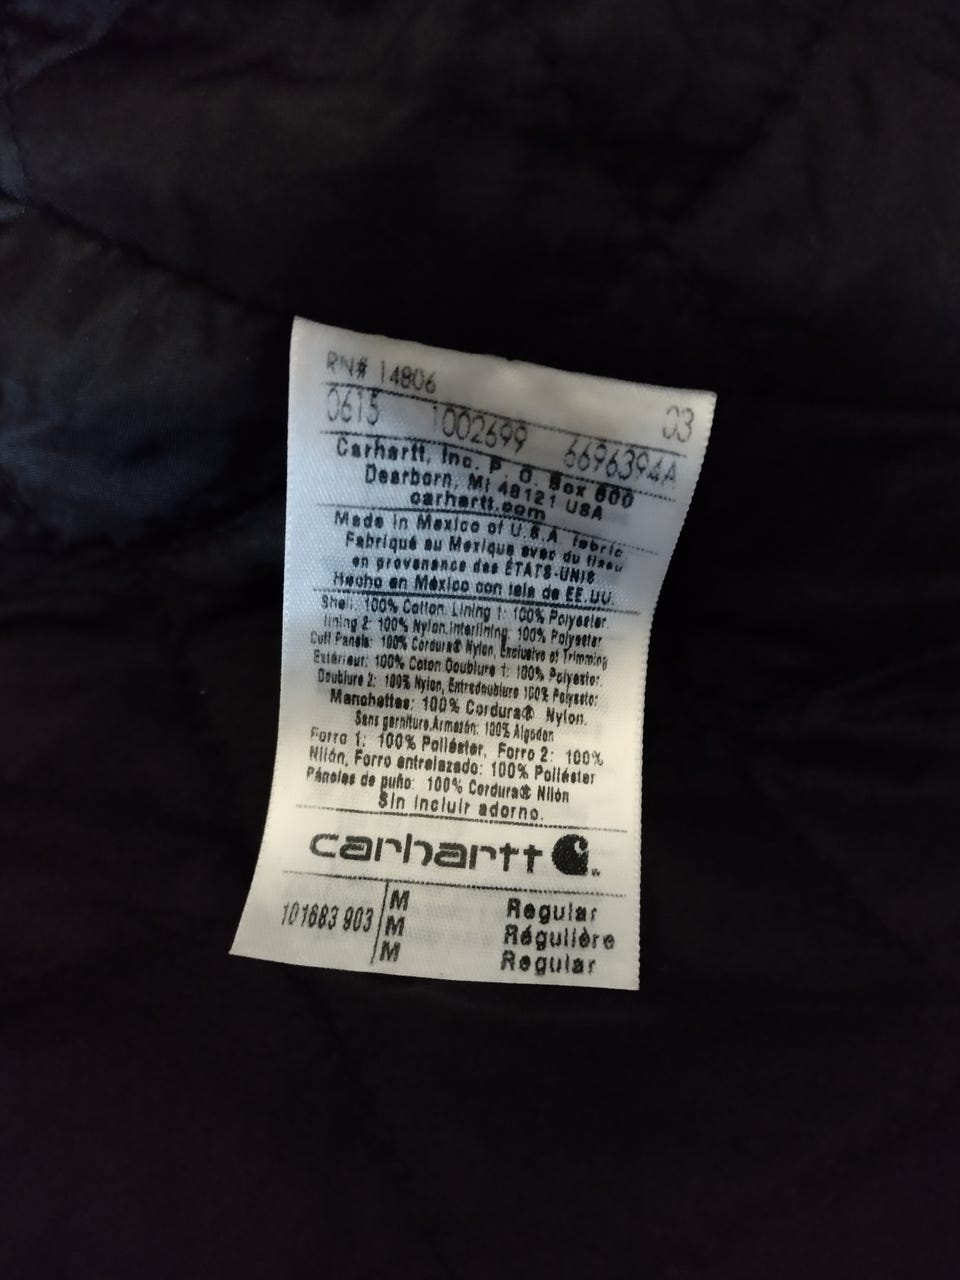 RN# 14806
03
0615 1002699 6696394A
Carhartt, Inc. P. O. Box 600
Dearborn, MI 48121 USA
carhartt.com
Made in Mexico of U.S.A. fabric.
Fabriqué au Mexique avec du tissu
en provenance des ÉTATS-UNIS
Hecho en México con tela de EE.UU.
Shell: 100% Cotton. Lining 1: 100% Polyester.
lining 2: 100% Nylon.Interlining: 100% Polyester
Cuff Panels: 100% Cordura® Nylon, Exclusive of Trimming
Extérieur: 100% Coton Doublure 1: 100% Polyester.
Doublure 2: 100% Nylon, Entredoublure 100% Polyester
Manchettes: 100% Cordura® Nylon.
Sans garniture.Armazón: 100% Algodon
Forro 1: 100% Poliéster, Forro 2: 100%
Nilón, Forro entrelazado: 100% Poliéster
Páneles de puño: 100% Cordura® Nilón
Sin incluir adorno.
carhartt
101683 903 M Regular
M Régulière
M Regular